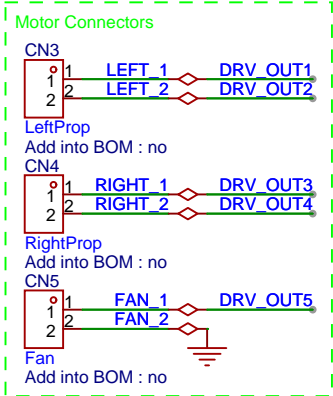 Motor Connectors
CN3
1 1 LEFT_1 DRV_OUT1
2 2 LEFT_2 DRV_OUT2
LeftProp
Add into BOM : no
CN4
1 1 RIGHT_1 DRV_OUT3
2 2 RIGHT_2 DRV_OUT4
RightProp
Add into BOM : no
CN5
1 1 FAN_1 DRV_OUT5
2 2 FAN_2
Fan
Add into BOM : no